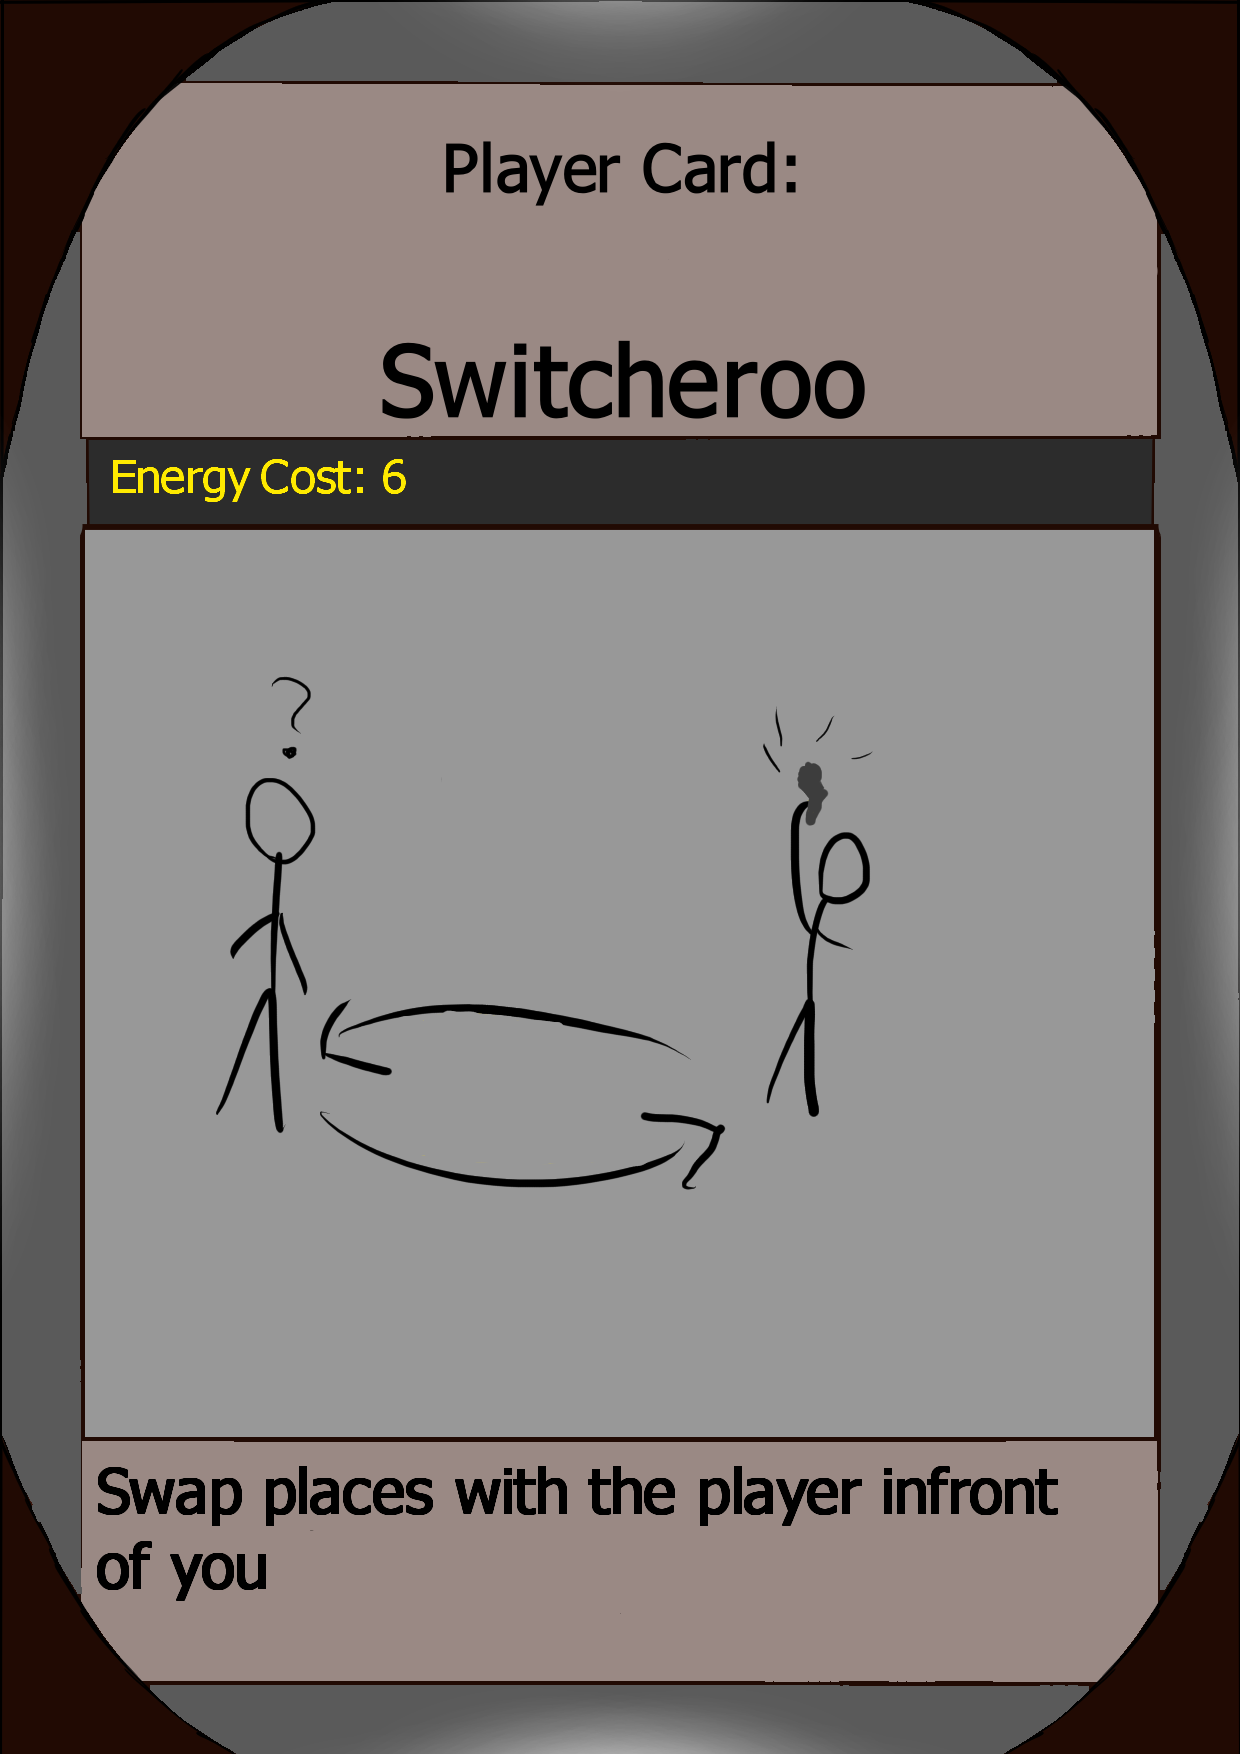 Player Card:
Switcheroo
Energy Cost: 6
?
Swap places with the player infront
of you